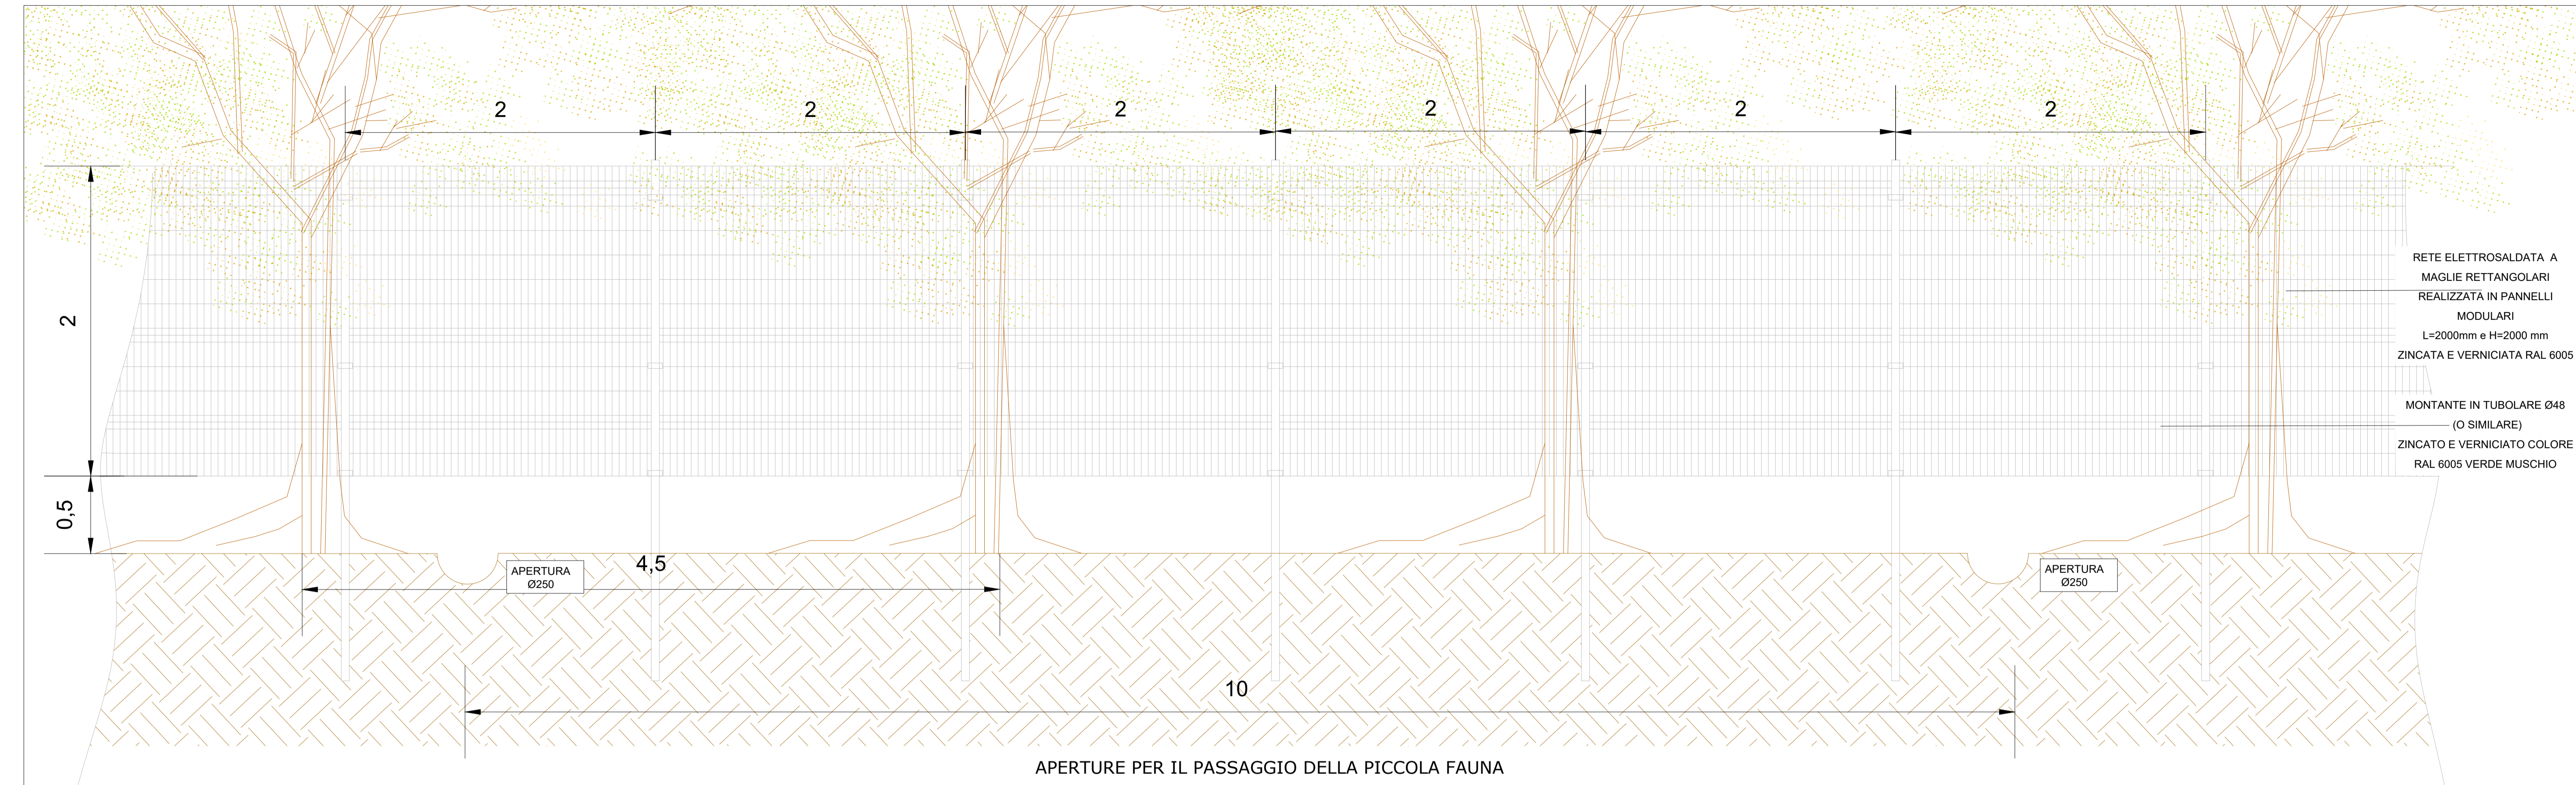 2
2
2
2
2
2
2
0,5
RETE ELETTROSALDATA A
MAGLIE RETTANGOLARI
REALIZZATA IN PANNELLI
MODULARI
L=2000mm e H=2000 mm
ZINCATA E VERNICIATA RAL 6005
MONTANTE IN TUBOLARE Ø48
(O SIMILARE)
ZINCATO E VERNICIATO COLORE
RAL 6005 VERDE MUSCHIO
APERTURA
Ø250
4,5
APERTURA
Ø250
10
APERTURE PER IL PASSAGGIO DELLA PICCOLA FAUNA